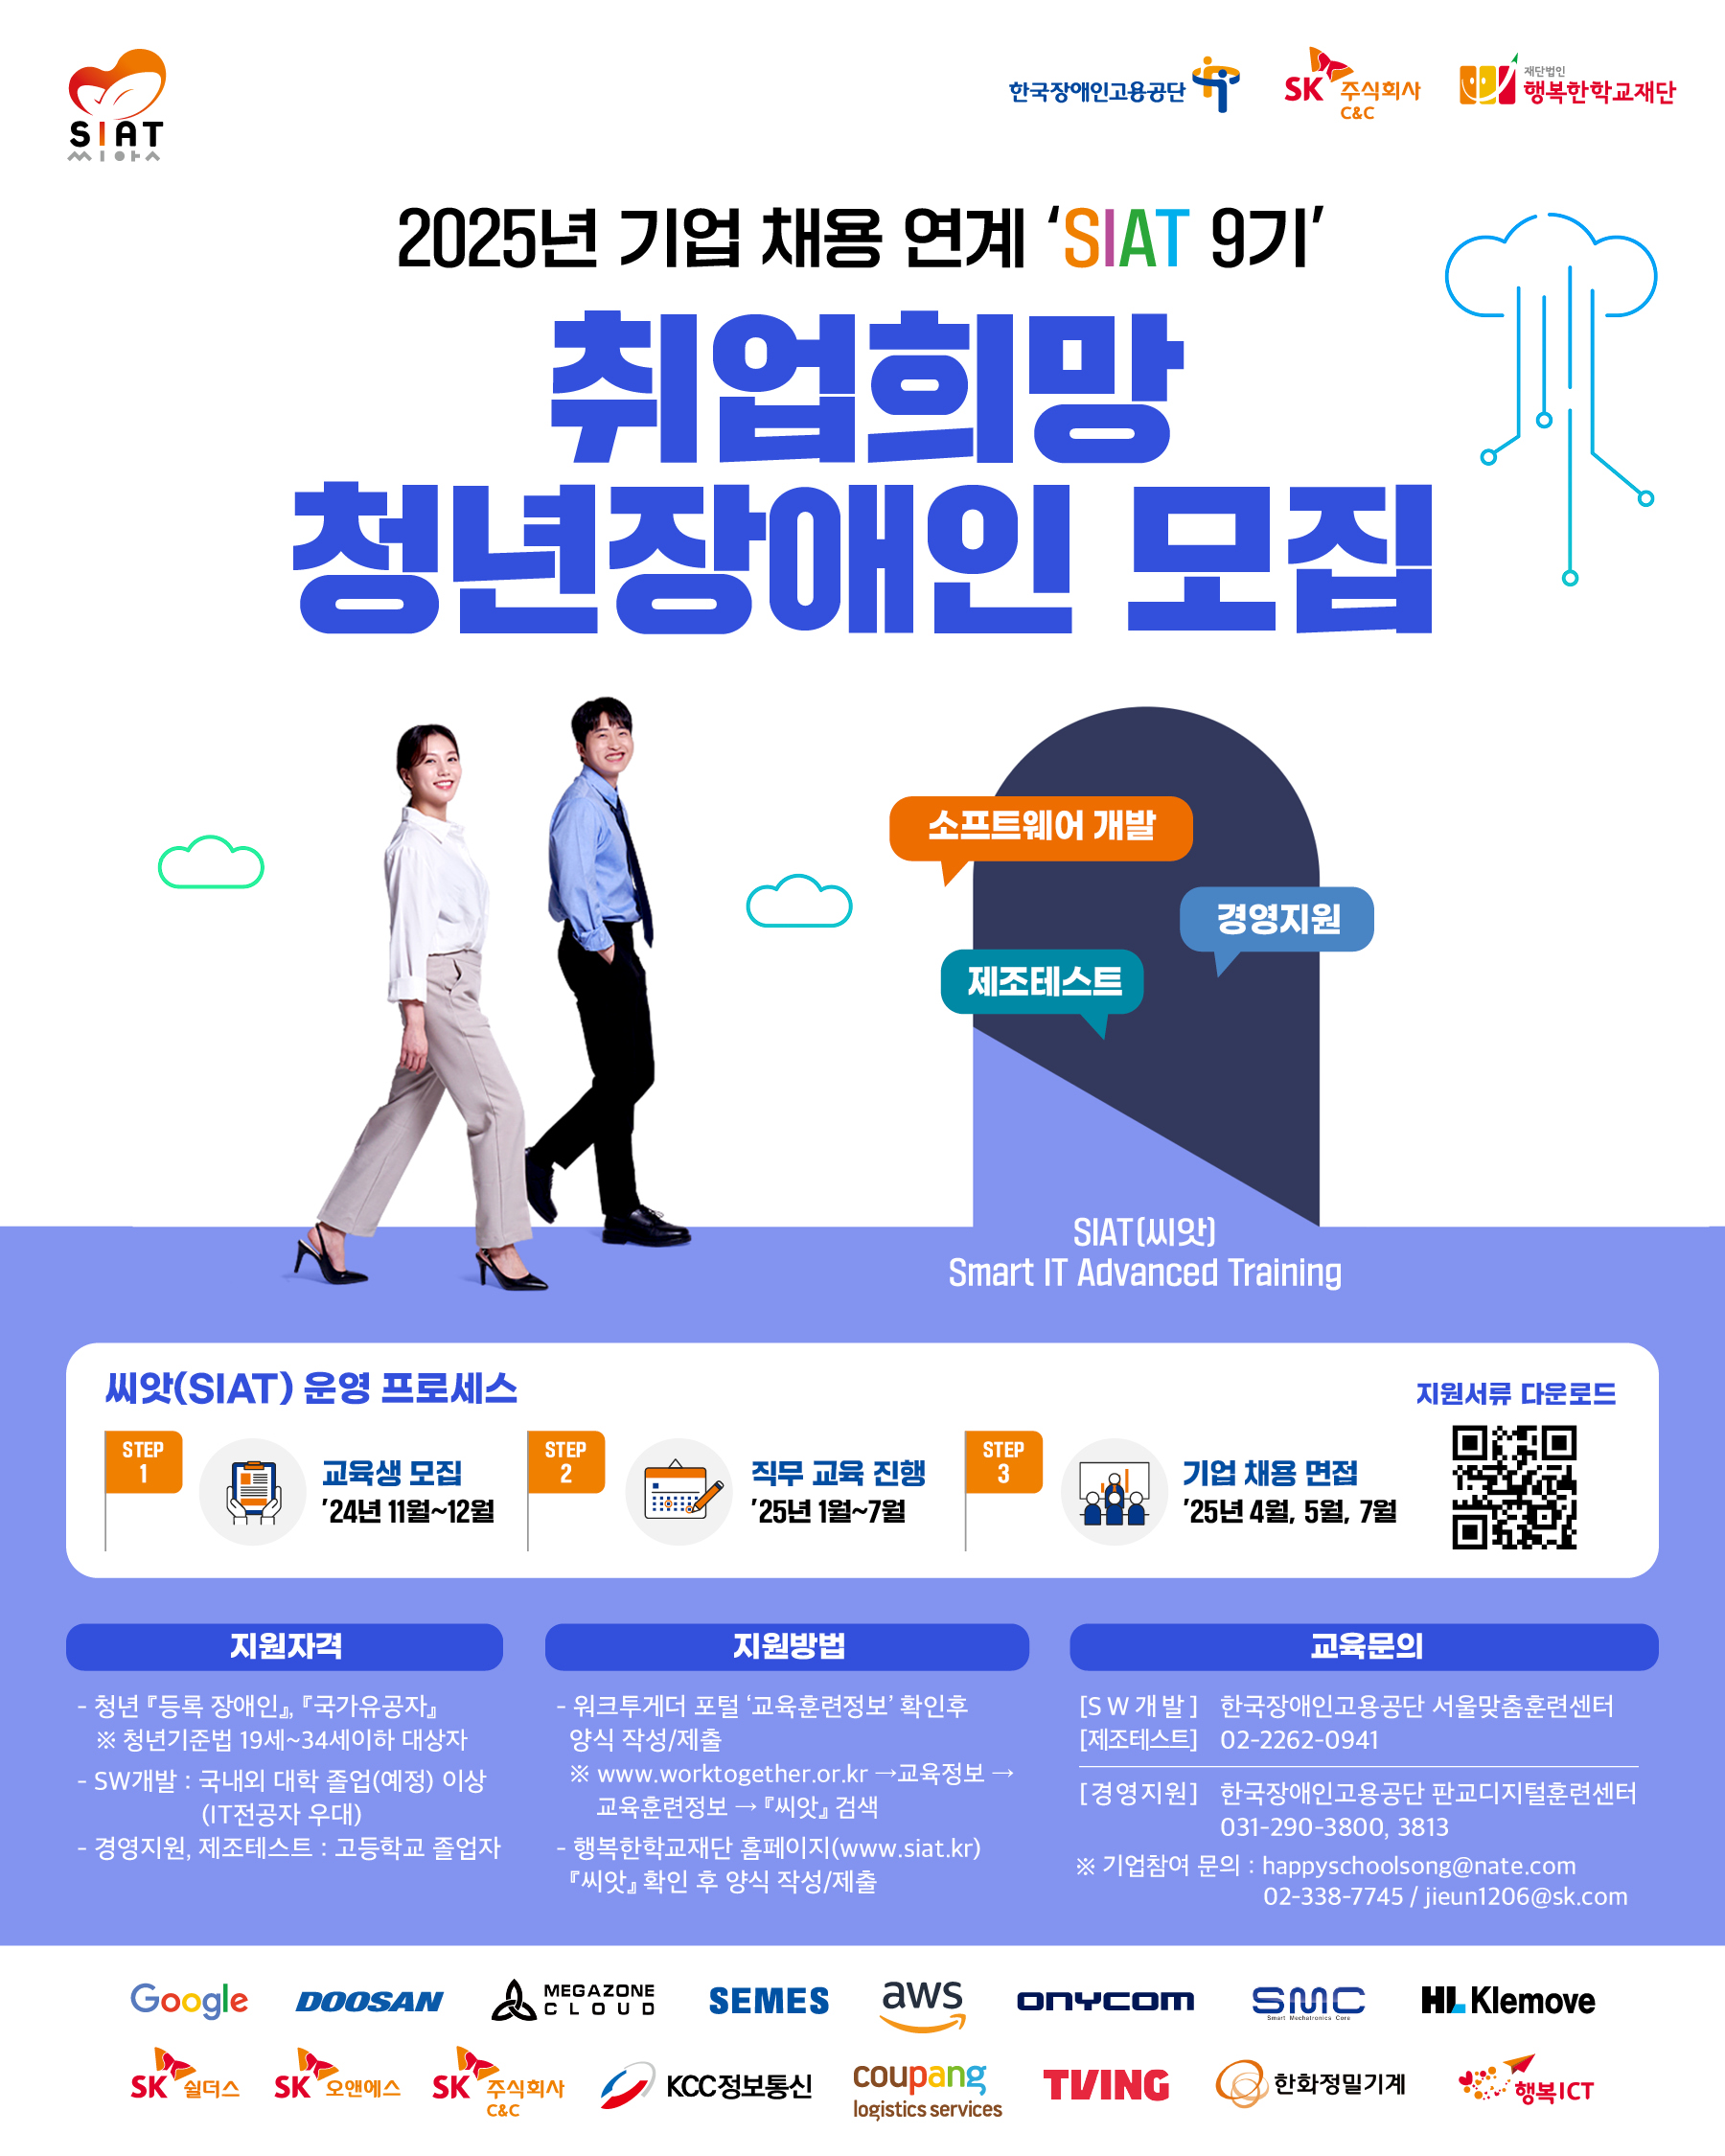 SIAT
씨앗
한국장애인고용공단
SK 주식회사
C&C
재단법인
행복한학교재단
2025년 기업 채용 연계 ‘SIAT 9기’
취업희망
청년장애인 모집
소프트웨어 개발
경영지원
제조테스트
SIAT(씨앗)
Smart IT Advanced Training
씨앗(SIAT) 운영 프로세스
지원서류 다운로드
STEP
1
교육생 모집
’24년 11월~12월
STEP
2
직무 교육 진행
’25년 1월~7월
STEP
3
기업 채용 면접
’25년 4월, 5월, 7월
지원자격
- 청년『등록 장애인』,『국가유공자』
※ 청년기준법 19세~34세이하 대상자
- SW개발 : 국내외 대학 졸업(예정) 이상
(IT전공자 우대)
- 경영지원, 제조테스트 : 고등학교 졸업자
지원방법
- 워크투게더 포털 ‘교육훈련정보’ 확인후
양식 작성/제출
※ www.worktogether.or.kr →교육정보 →
교육훈련정보 →『씨앗』검색
- 행복한학교재단 홈페이지(www.siat.kr)
『씨앗』확인 후 양식 작성/제출
교육문의
[SW개발] 한국장애인고용공단 서울맞춤훈련센터
[제조테스트] 02-2262-0941
[경영지원] 한국장애인고용공단 판교디지털훈련센터
031-290-3800, 3813
※ 기업참여 문의 : happyschoolsong@nate.com
02-338-7745 / jieun1206@sk.com
Google
DOOSAN
MEGAZONE
CLOUD
SEMES
aws
ONYCOM
SMC
Smart Mechatronics Core
HL Klemove
SK 쉴더스
SK 오앤에스
SK 주식회사
C&C
KCC정보통신
coupang
logistics services
TVING
한화정밀기계
행복ICT